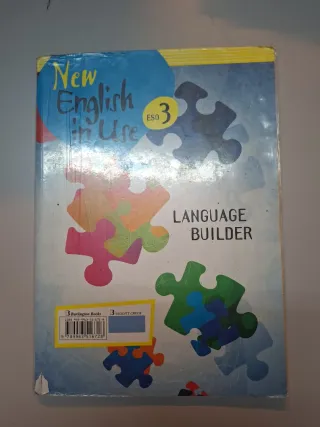 New
English
in Use
ESO 3
LANGUAGE
BUILDER
Burlington Books